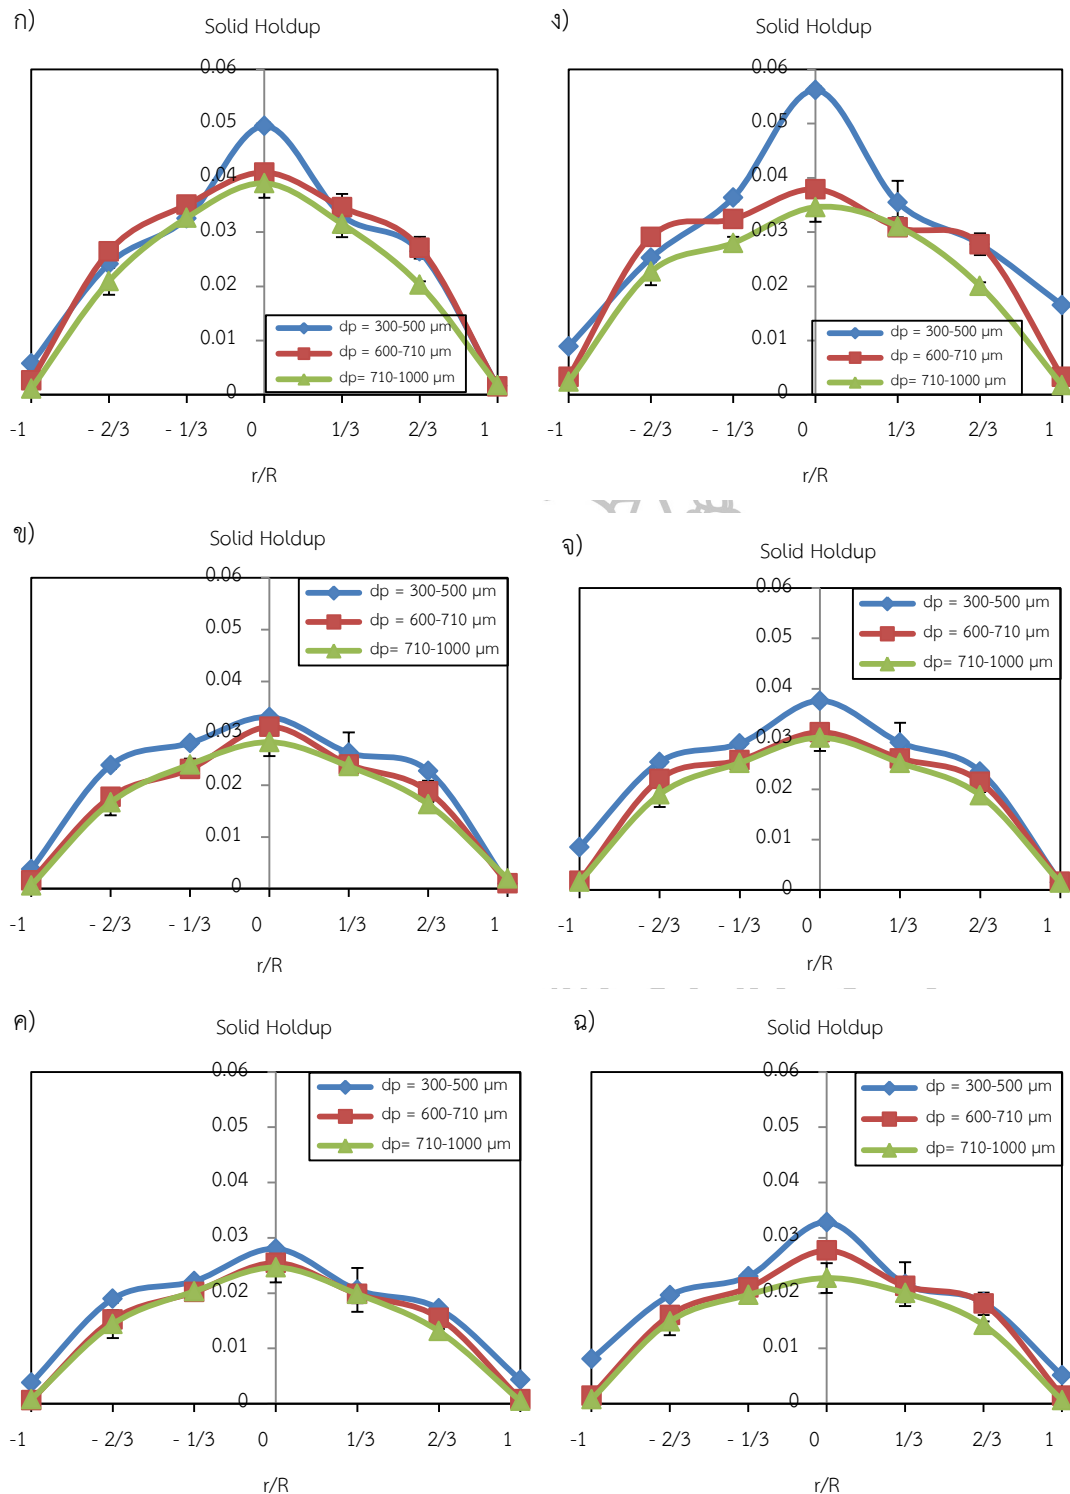 ก)
Solid Holdup
0.06
0.05
0.04
0.03
0.02
0.01
0
dp = 300-500 µm
dp = 600-710 µm
dp= 710-1000 µm
-1 - 2/3 - 1/3 0 1/3 2/3 1
r/R
ง)
Solid Holdup
0.06
0.05
0.04
0.03
0.02
0.01
0
dp = 300-500 µm
dp = 600-710 µm
dp= 710-1000 µm
-1 - 2/3 - 1/3 0 1/3 2/3 1
r/R
ข)
Solid Holdup
0.06
0.05
0.04
0.03
0.02
0.01
0
dp = 300-500 µm
dp = 600-710 µm
dp= 710-1000 µm
-1 - 2/3 - 1/3 0 1/3 2/3 1
r/R
จ)
Solid Holdup
0.06
0.05
0.04
0.03
0.02
0.01
0
dp = 300-500 µm
dp = 600-710 µm
dp= 710-1000 µm
-1 - 2/3 - 1/3 0 1/3 2/3 1
r/R
ค)
Solid Holdup
0.06
0.05
0.04
0.03
0.02
0.01
0
dp = 300-500 µm
dp = 600-710 µm
dp= 710-1000 µm
-1 - 2/3 - 1/3 0 1/3 2/3 1
r/R
ฉ)
Solid Holdup
0.06
0.05
0.04
0.03
0.02
0.01
0
dp = 300-500 µm
dp = 600-710 µm
dp= 710-1000 µm
-1 - 2/3 - 1/3 0 1/3 2/3 1
r/R